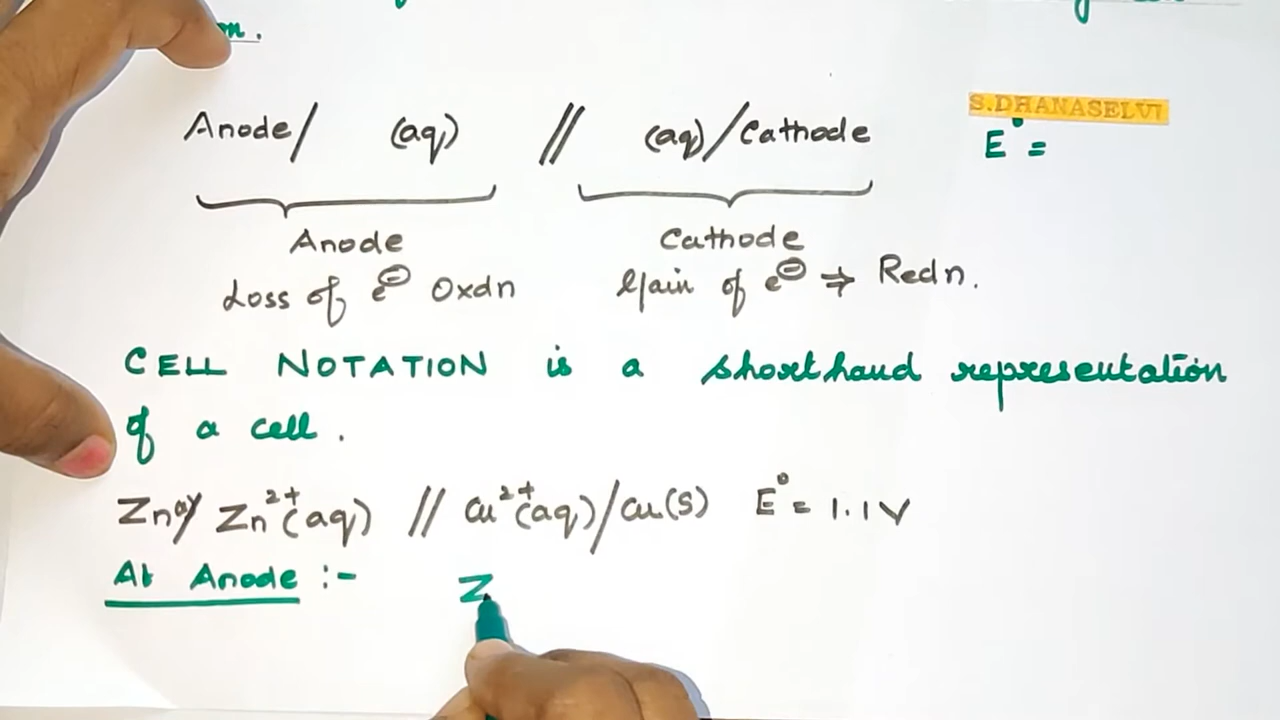 on.
S.DHANASELVI
Anode/ (aq) // (aq)/Cathode E° =
Anode Cathode
Loss of e⊖ Oxdn Gain of e⊖ ⇒ Redn.
CELL NOTATION is a shorthand representation
of a cell.
Zn / Zn²⁺(aq) // Cu²⁺(aq)/Cu(s) E° = 1.1V
At Anode :- Z